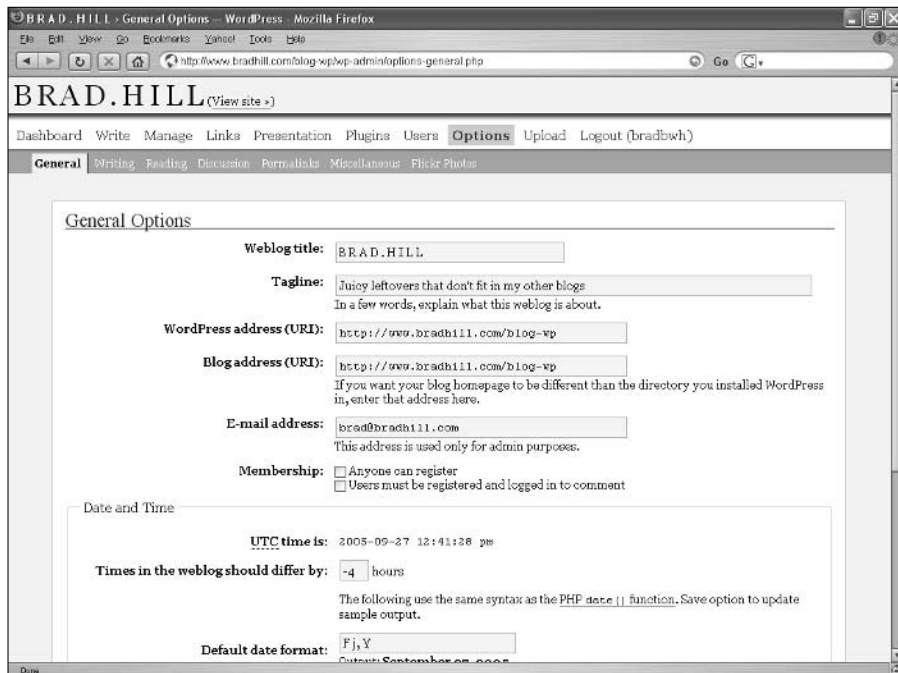 BRAD.HILL › General Options — WordPress - Mozilla Firefox
File Edit View Go Bookmarks Yahoo! Tools Help
http://www.bradhill.com/blog-wp/wp-admin/options-general.php Go
BRAD.HILL (View site »)
Dashboard Write Manage Links Presentation Plugins Users Options Upload Logout (bradbwh)
General Writing Reading Discussion Permalinks Miscellaneous Flickr Photos
General Options
Weblog title: BRAD.HILL
Tagline: Juicy leftovers that don't fit in my other blogs
In a few words, explain what this weblog is about.
WordPress address (URI): http://www.bradhill.com/blog-wp
Blog address (URI): http://www.bradhill.com/blog-wp
If you want your blog homepage to be different than the directory you installed WordPress
in, enter that address here.
E-mail address: brad@bradhill.com
This address is used only for admin purposes.
Membership: Anyone can register
Users must be registered and logged in to comment
Date and Time
UTC time is: 2005-09-27 12:41:28 pm
Times in the weblog should differ by: -4 hours
The following use the same syntax as the PHP date() function. Save option to update
sample output.
Default date format: F j, Y
Output: September 27, 2005
Done